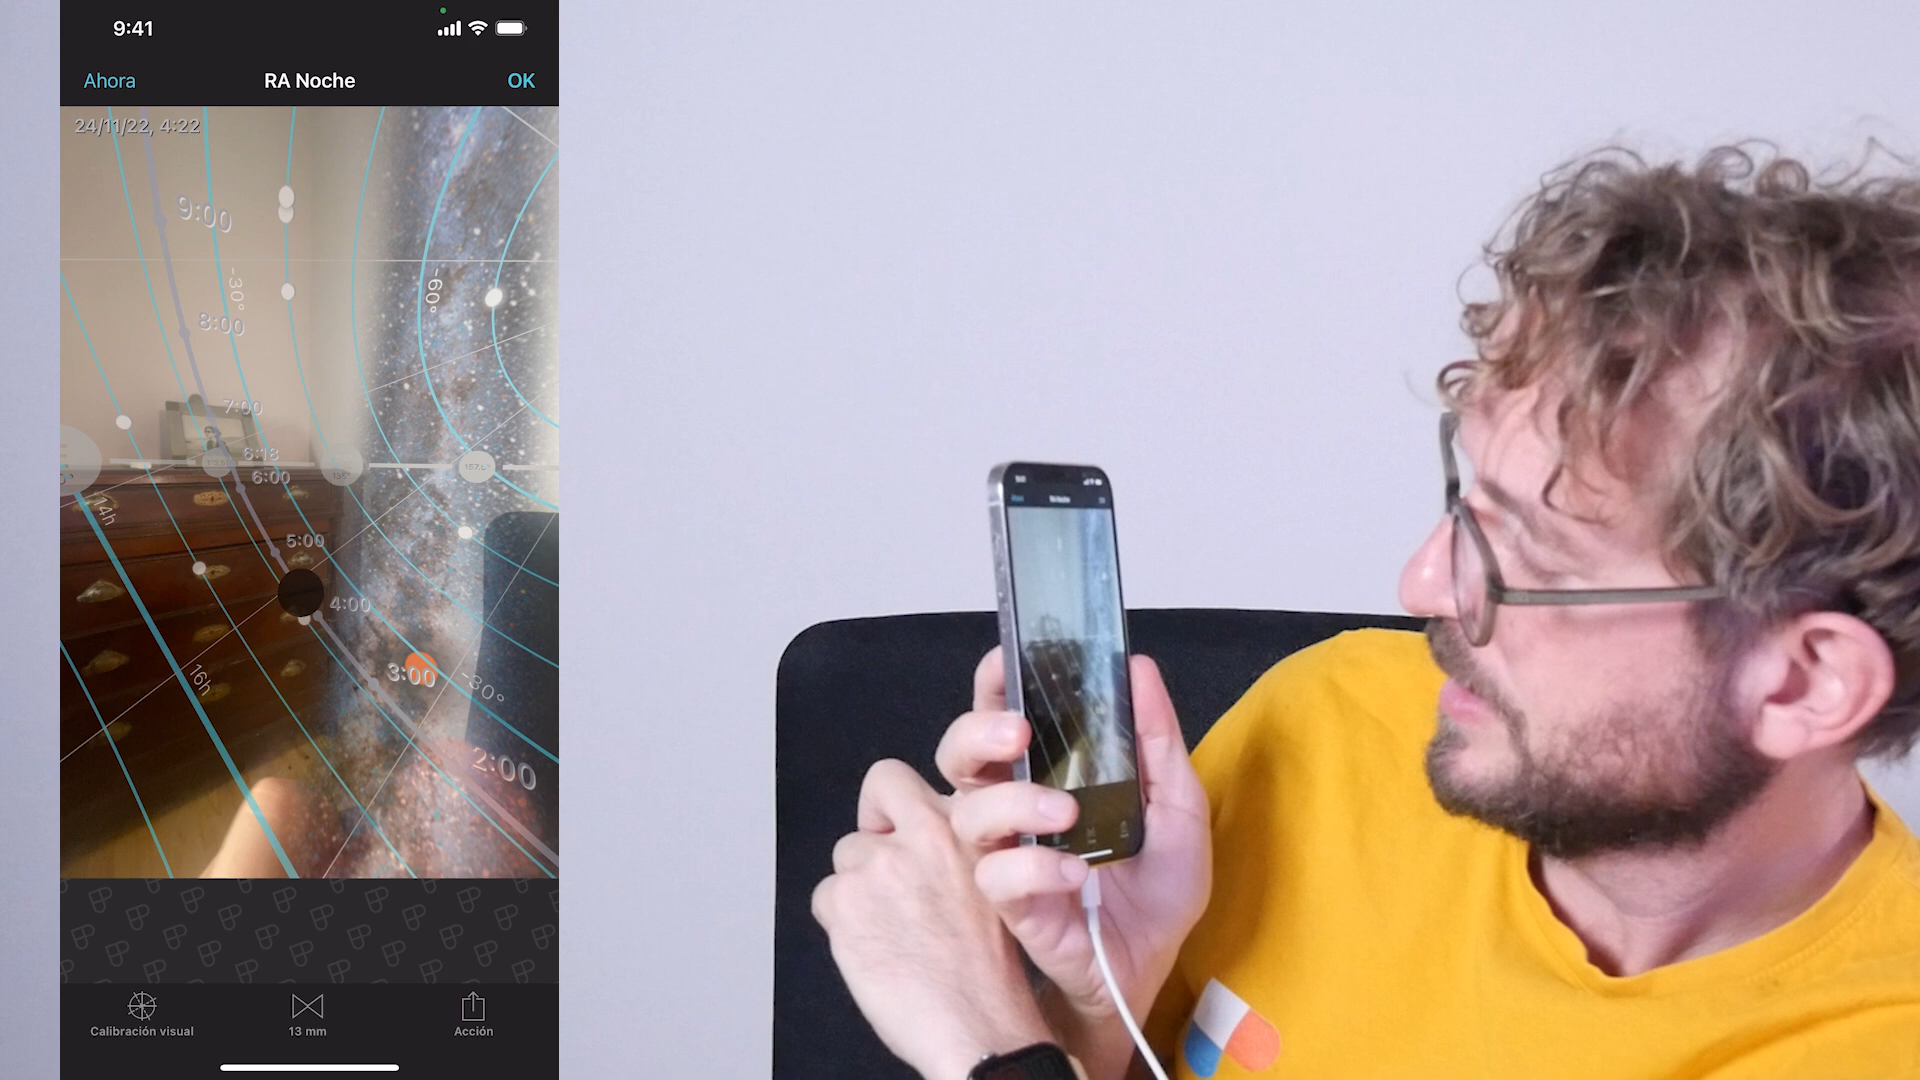 9:41
Ahora
RA Noche
OK
24/11/22, 4:22
9:00
-30°
-60°
8:00
7:00
6:18
6:00
14h
5:00
4:00
3:00
-30°
16h
2:00
Calibración visual
13 mm
Acción